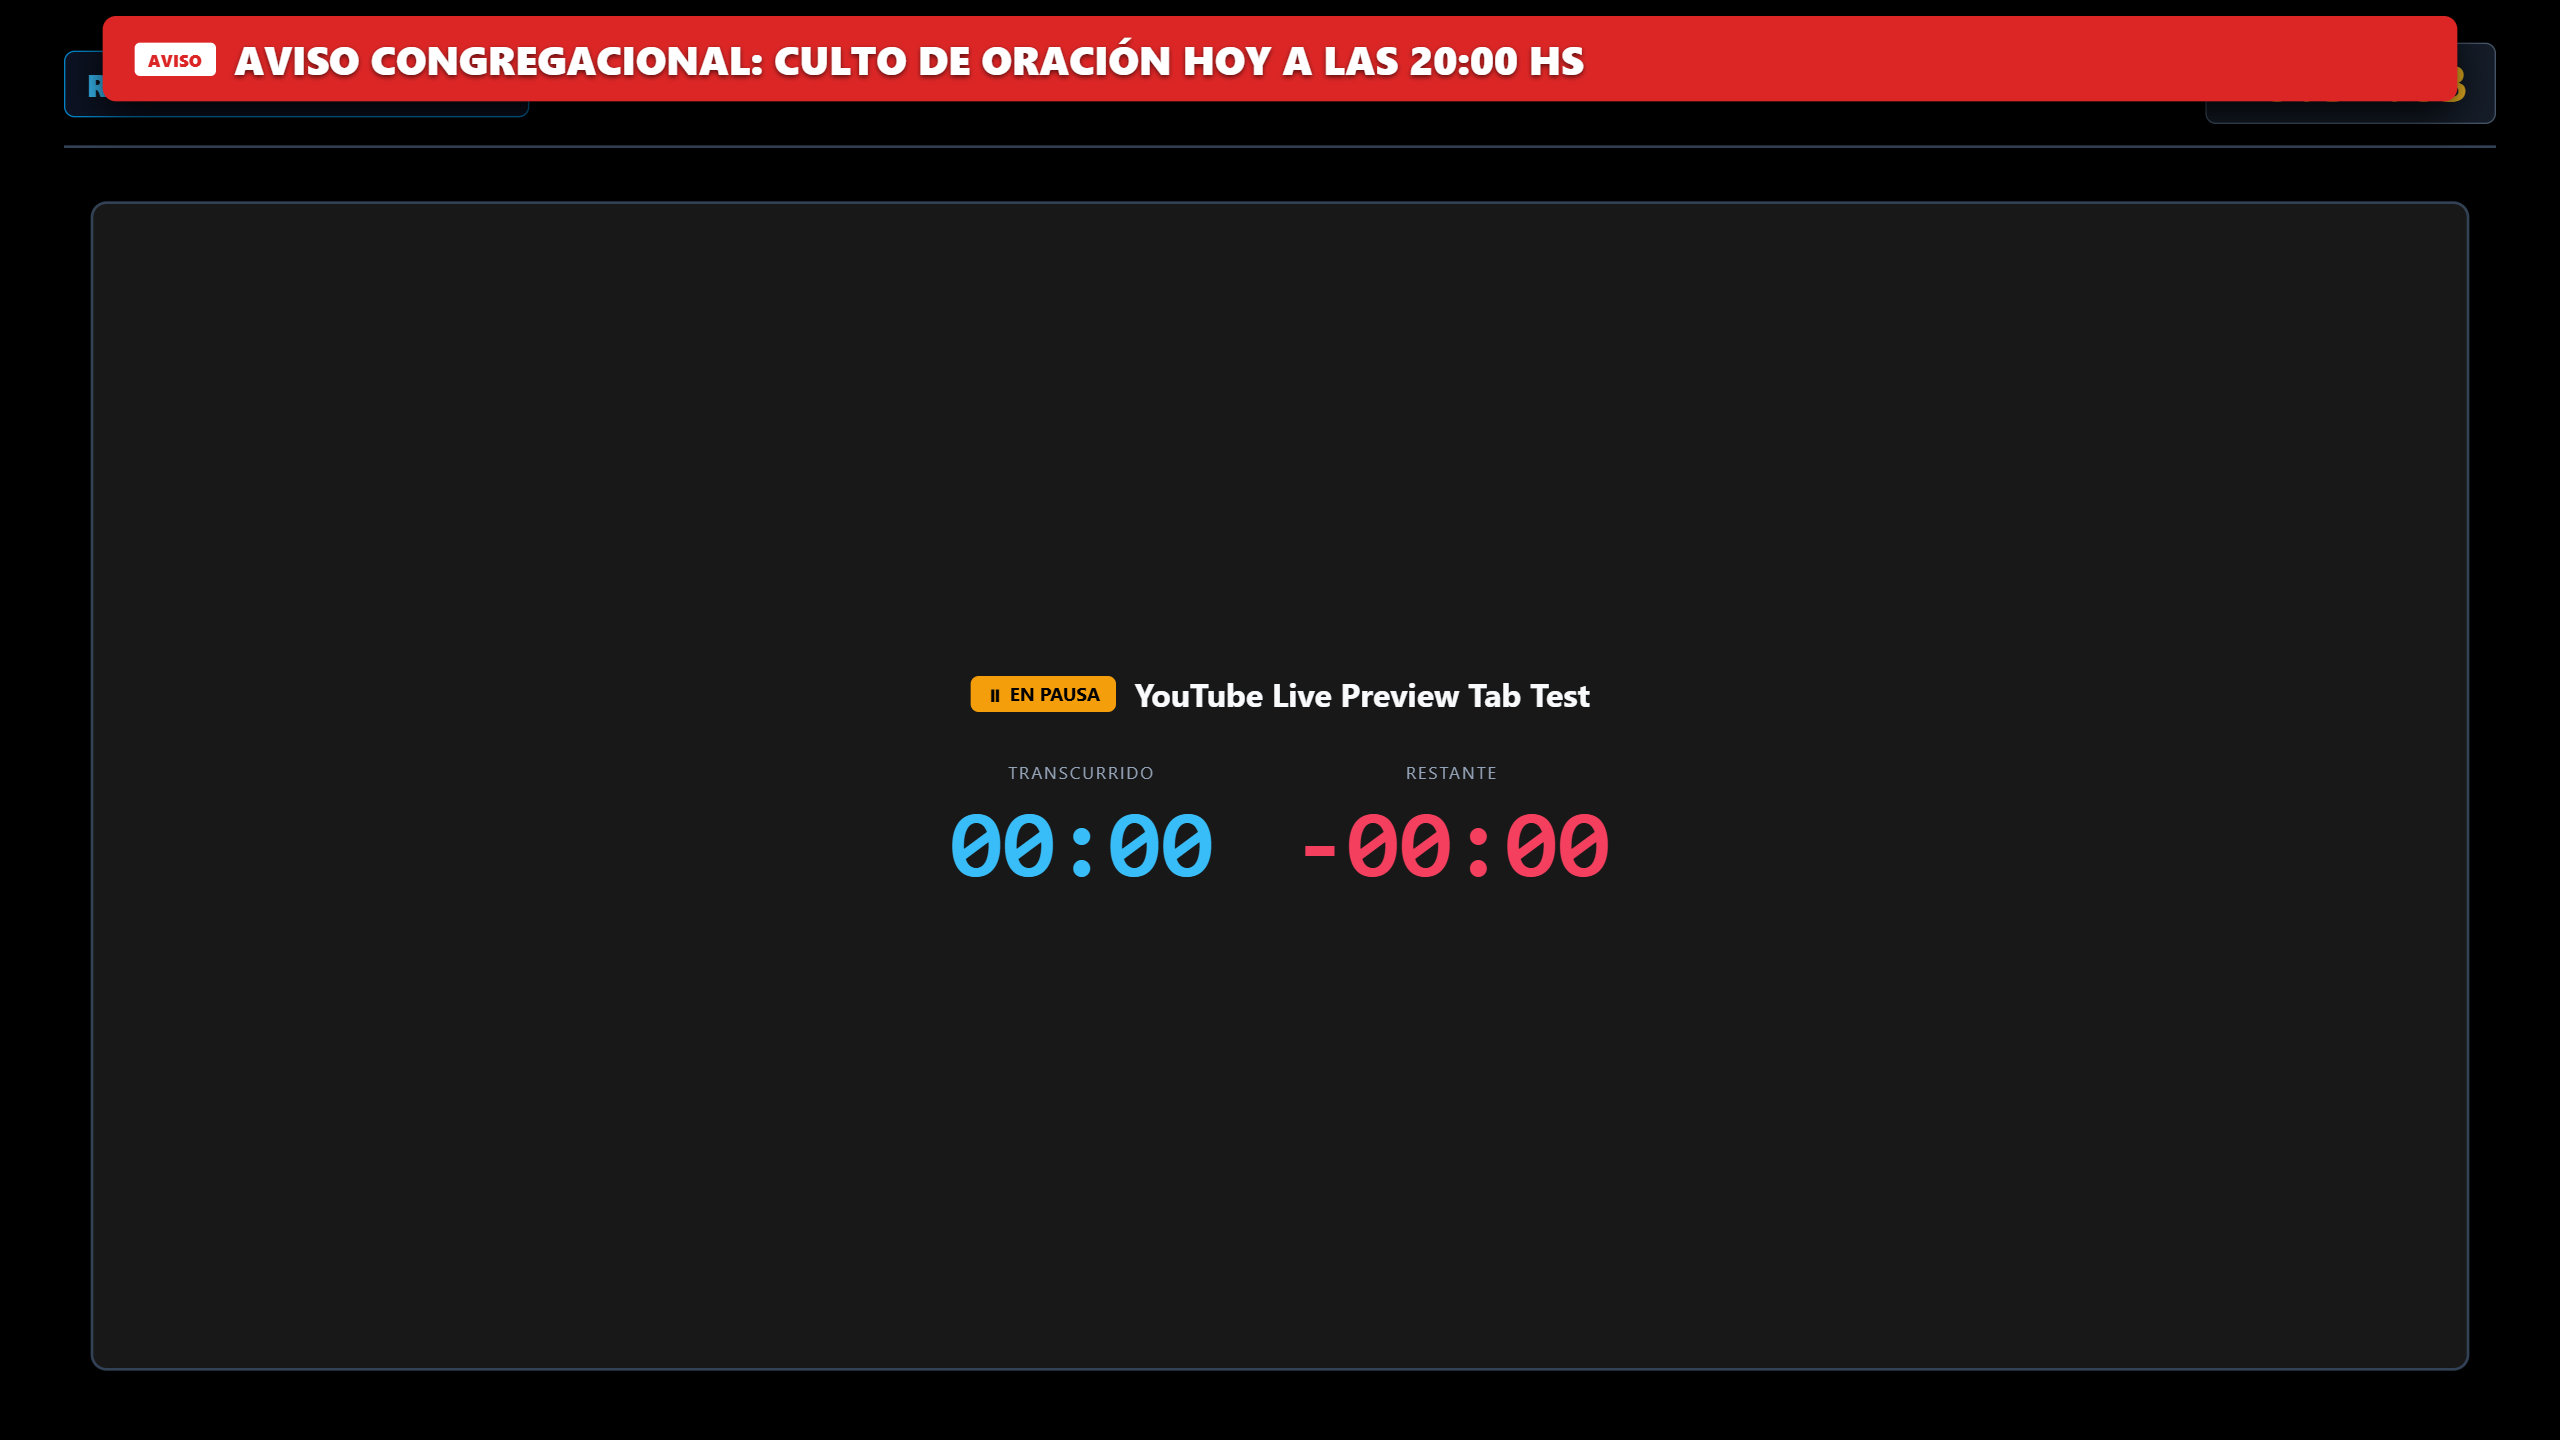 AVISO AVISO CONGREGACIONAL: CULTO DE ORACIÓN HOY A LAS 20:00 HS
EN PAUSA YouTube Live Preview Tab Test
TRANSCURRIDO RESTANTE
00:00 -00:00